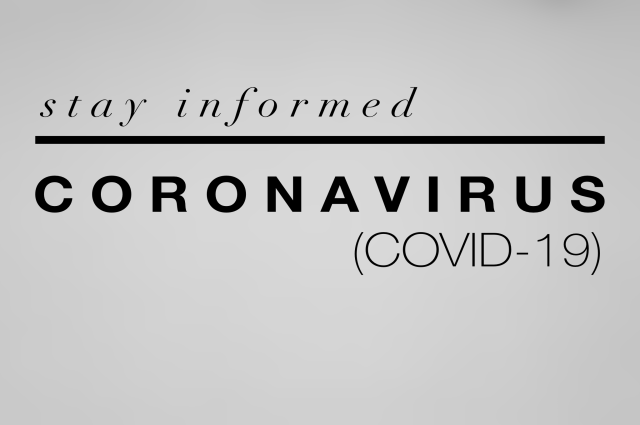 stay informed
CORONAVIRUS
(COVID-19)